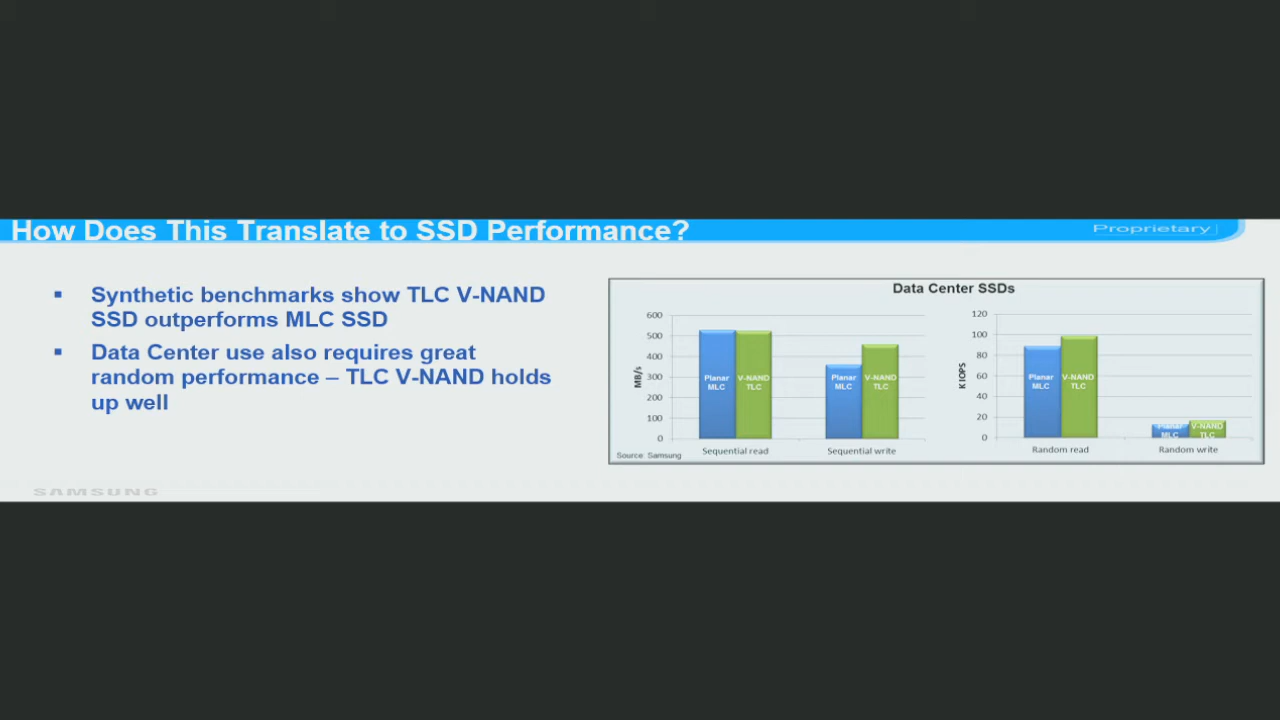 How Does This Translate to SSD Performance?
Proprietary
▪ Synthetic benchmarks show TLC V-NAND
SSD outperforms MLC SSD
▪ Data Center use also requires great
random performance – TLC V-NAND holds
up well
Data Center SSDs
600
500
400
300
200
100
0
MB/s
Planar
MLC
V-NAND
TLC
Planar
MLC
V-NAND
TLC
Sequential read
Sequential write
Source: Samsung
120
100
80
60
40
20
0
K IOPS
Planar
MLC
V-NAND
TLC
Planar
MLC
V-NAND
TLC
Random read
Random write
SAMSUNG